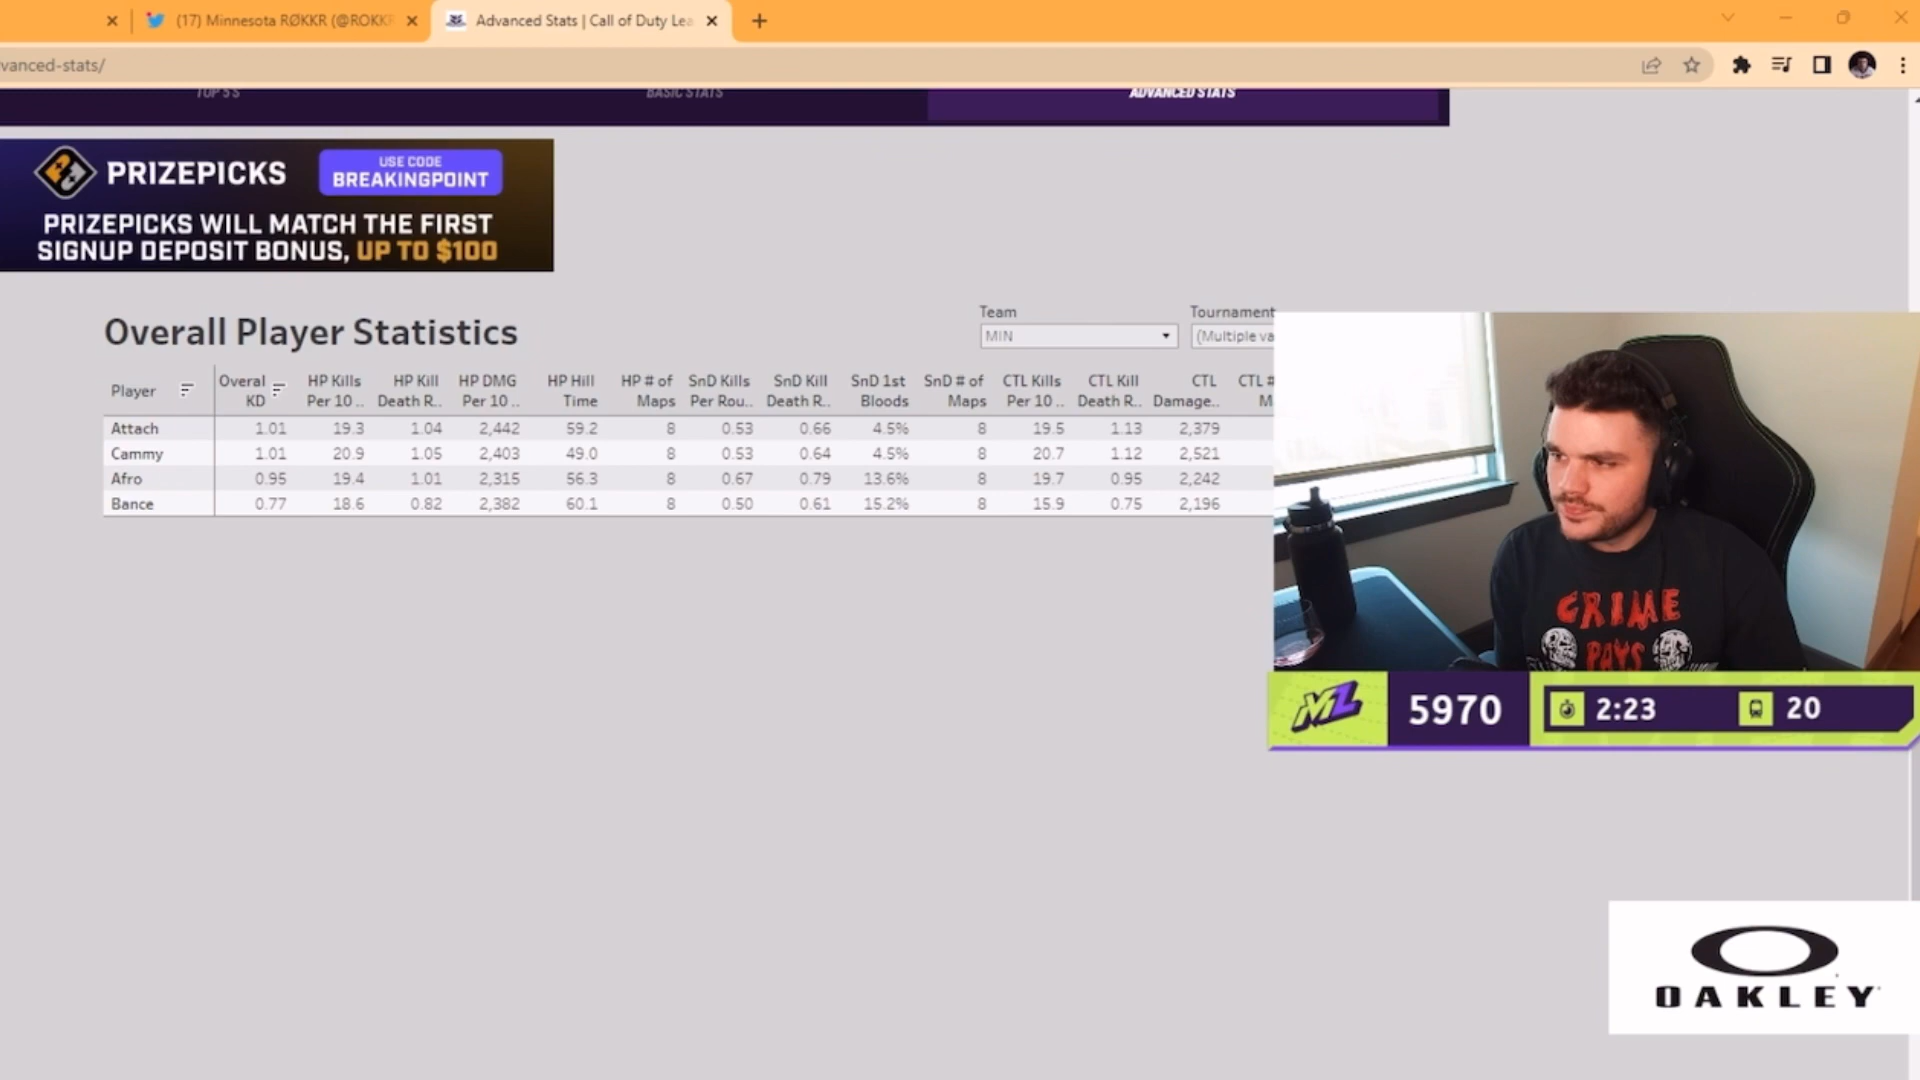 (17) Minnesota RØKKR (@ROKKR
Advanced Stats | Call of Duty Lea
vanced-stats/
TOP 5S
BASIC STATS
ADVANCED STATS
PRIZEPICKS
USE CODE
BREAKINGPOINT
PRIZEPICKS WILL MATCH THE FIRST
SIGNUP DEPOSIT BONUS, UP TO $100
Overall Player Statistics
Team
Tournament
MIN
(Multiple va
Player Overal KD HP Kills Per 10 .. HP Kill Death R.. HP DMG Per 10 .. HP Hill Time HP # of Maps SnD Kills Per Rou.. SnD Kill Death R.. SnD 1st Bloods SnD # of Maps CTL Kills Per 10 .. CTL Kill Death R.. CTL Damage.. CTL # M
Attach 1.01 19.3 1.04 2,442 59.2 8 0.53 0.66 4.5% 8 19.5 1.13 2,379
Cammy 1.01 20.9 1.05 2,403 49.0 8 0.53 0.64 4.5% 8 20.7 1.12 2,521
Afro 0.95 19.4 1.01 2,315 56.3 8 0.67 0.79 13.6% 8 19.7 0.95 2,242
Bance 0.77 18.6 0.82 2,382 60.1 8 0.50 0.61 15.2% 8 15.9 0.75 2,196
CRIME
PAYS
MZ
5970
2:23
20
OAKLEY